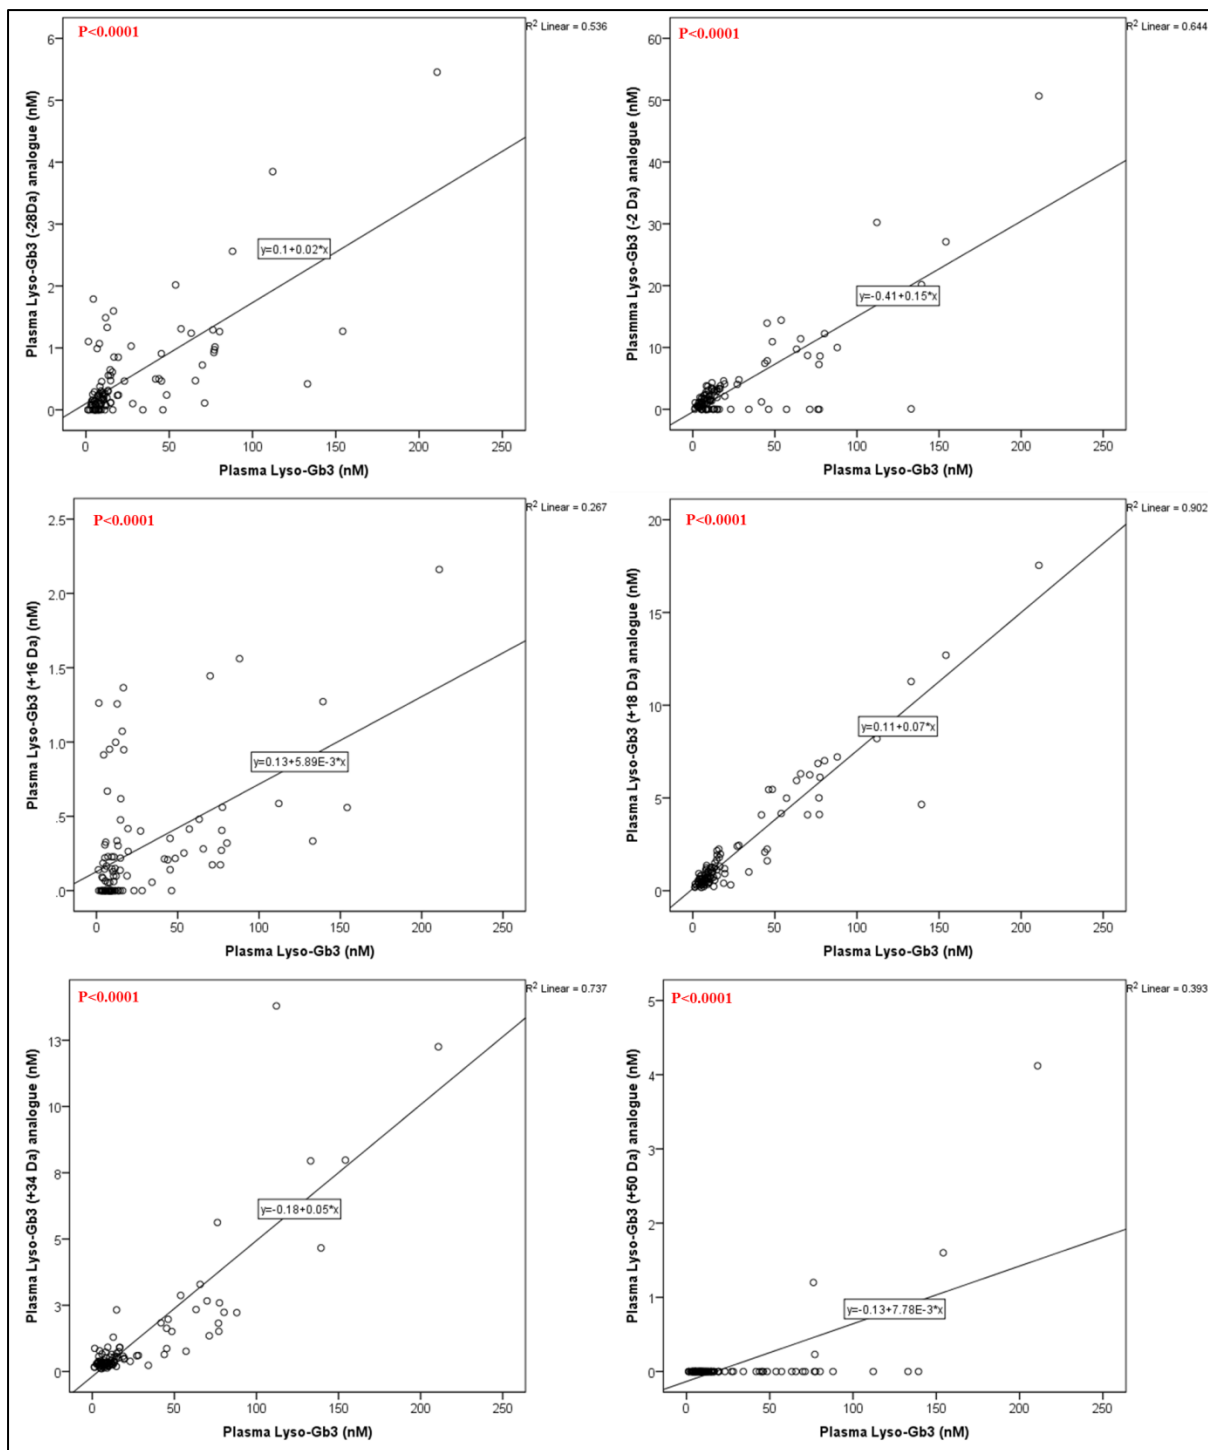 P<0.0001
R2 Linear = 0.536
6
5
4
3
2
1
0
Plasma Lyso-Gb3 (-28Da) analogue (nM)
y=0.1+0.02*x
0 50 100 150 200 250
Plasma Lyso-Gb3 (nM)
P<0.0001
R2 Linear = 0.644
60
50
40
30
20
10
0
Plasmma Lyso-Gb3 (-2 Da) analogue (nM)
y=-0.41+0.15*x
0 50 100 150 200 250
Plasma Lyso-Gb3 (nM)
P<0.0001
R2 Linear = 0.267
2.5
2.0
1.5
1.0
.5
.0
Plasma Lyso-Gb3 (+16 Da) (nM)
y=0.13+5.89E-3*x
0 50 100 150 200 250
Plasma Lyso-Gb3 (nM)
P<0.0001
R2 Linear = 0.902
20
15
10
5
0
Plasma Lyso-Gb3 (+18 Da) analogue (nM)
y=0.11+0.07*x
0 50 100 150 200 250
Plasma Lyso-Gb3 (nM)
P<0.0001
R2 Linear = 0.737
13
10
8
5
3
0
Plasma Lyso-Gb3 (+34 Da) analogue (nM)
y=-0.18+0.05*x
0 50 100 150 200 250
Plasma Lyso-Gb3 (nM)
P<0.0001
R2 Linear = 0.393
5
4
3
2
1
0
Plasma Lyso-Gb3 (+50 Da) analogue (nM)
y=-0.13+7.78E-3*x
0 50 100 150 200 250
Plasma Lyso-Gb3 (nM)